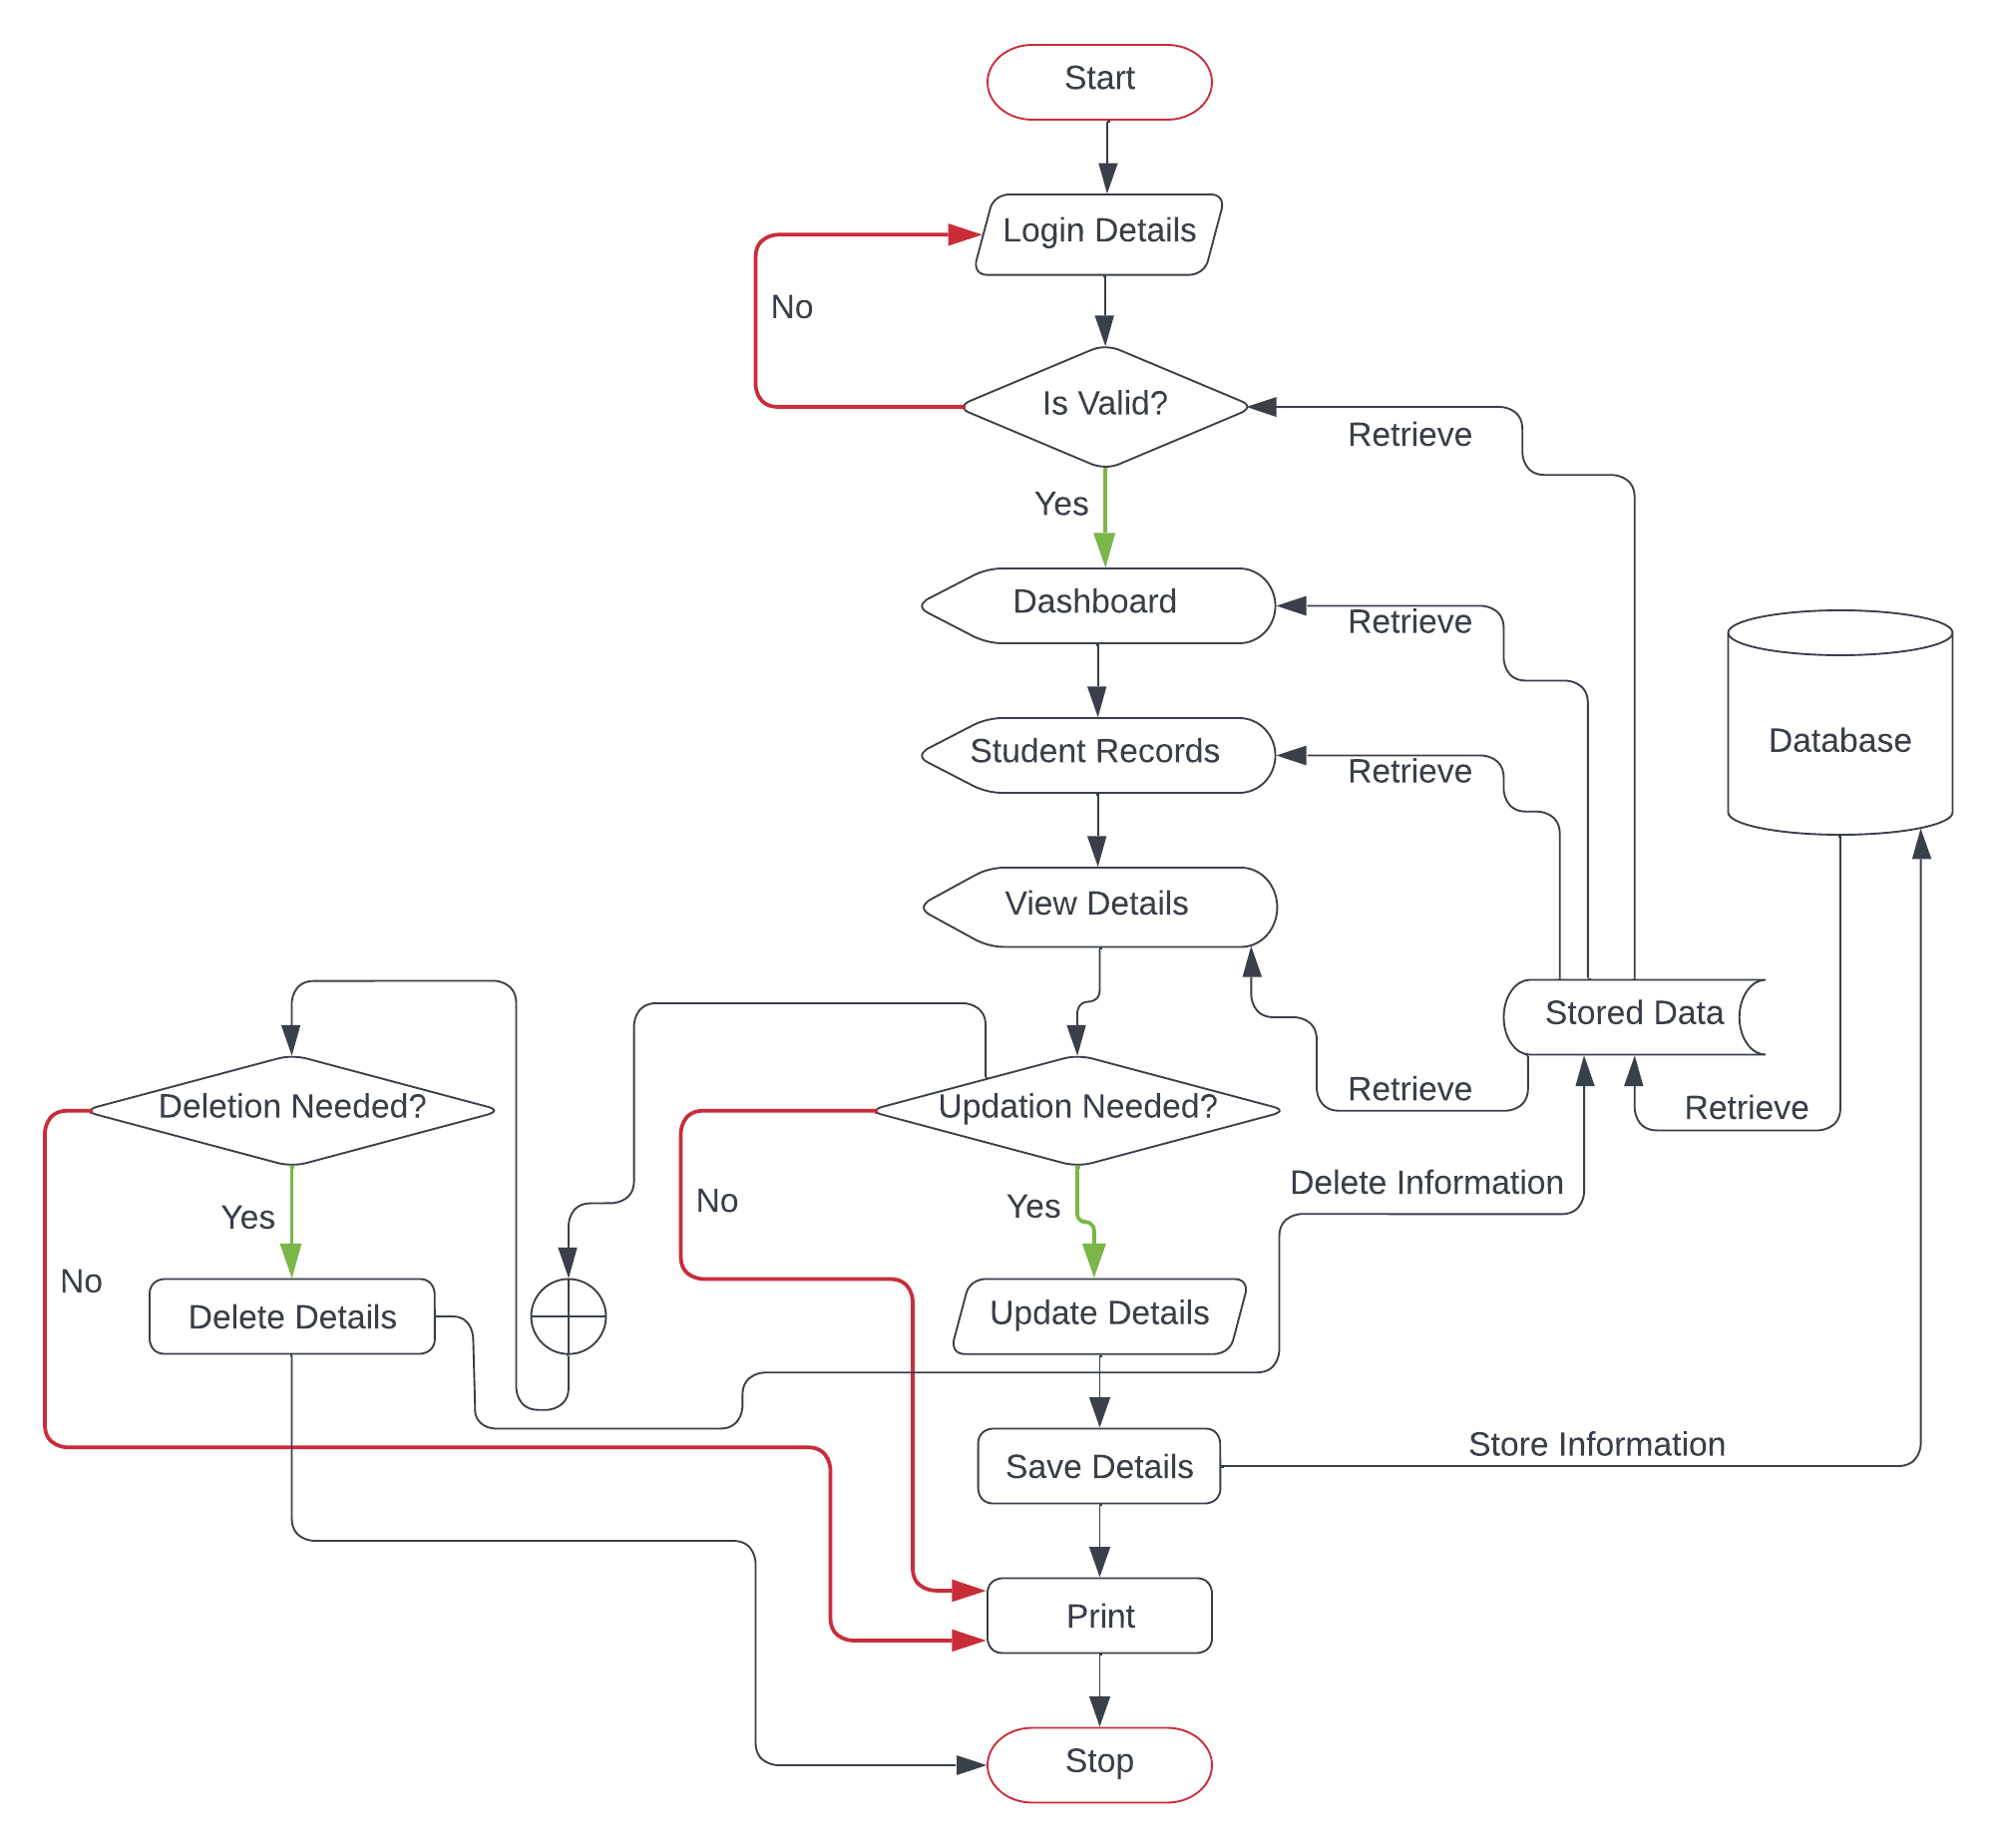 Start
Login Details
No
Is Valid?
Retrieve
Yes
Dashboard
Retrieve
Student Records
Retrieve
Database
View Details
Stored Data
Retrieve
Retrieve
Deletion Needed?
Updation Needed?
Delete Information
Yes
No
Yes
No
Delete Details
Update Details
Save Details
Store Information
Print
Stop